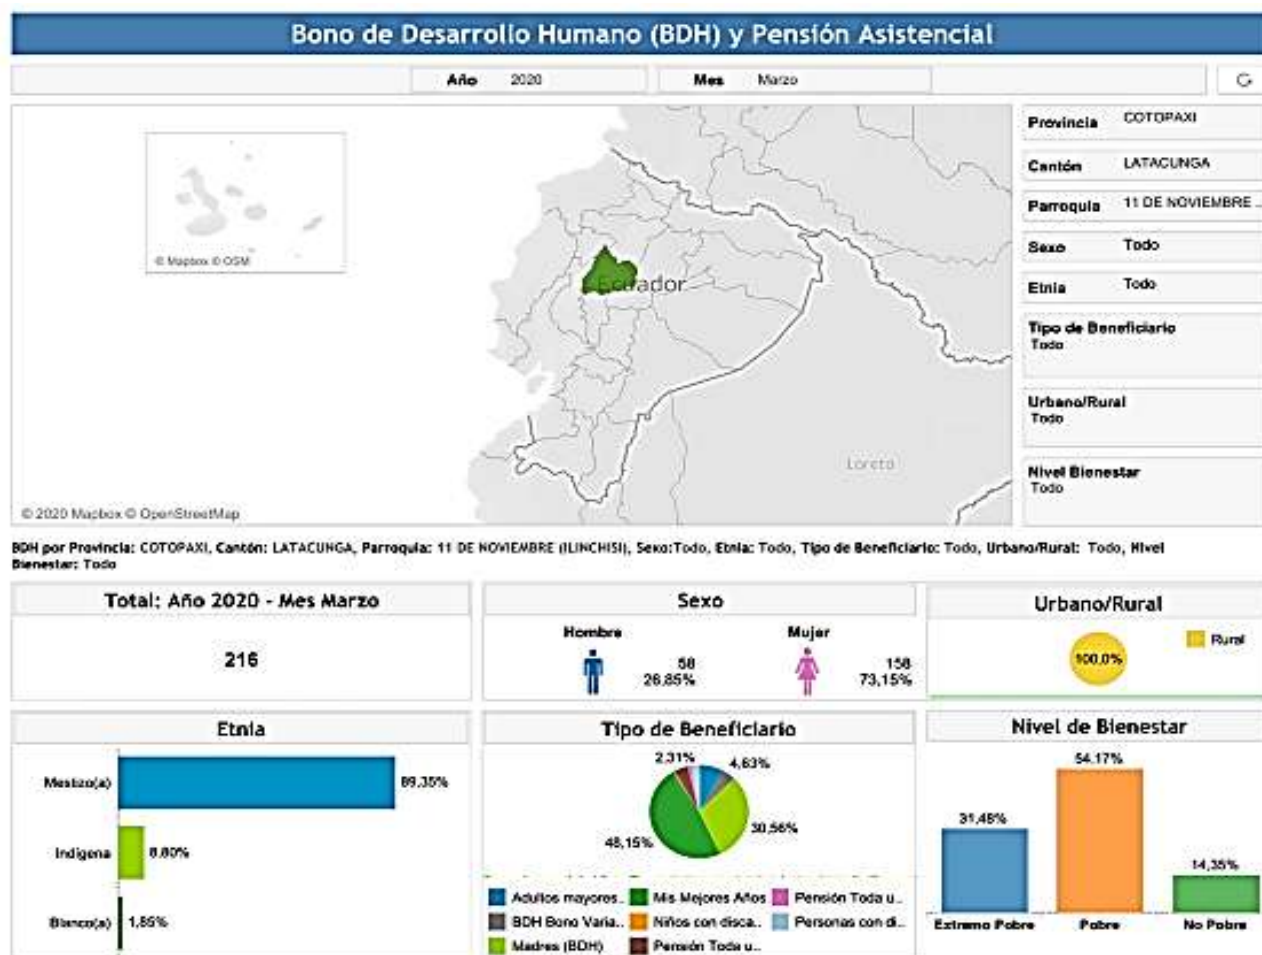 Bono de Desarrollo Humano (BDH) y Pensión Asistencial
Año 2020 Mes Marzo
Provincia COTOPAXI
Cantón LATACUNGA
Parroquia 11 DE NOVIEMBRE ..
Sexo Todo
Etnia Todo
Tipo de Beneficiario
Todo
Urbano/Rural
Todo
Nivel Bienestar
Todo
© Mapbox © OSM
Ecuador
Loreto
© 2020 Mapbox © OpenStreetMap
BDH por Provincia: COTOPAXI, Cantón: LATACUNGA, Parroquia: 11 DE NOVIEMBRE (ILINCHISI), Sexo:Todo, Etnia: Todo, Tipo de Beneficiario: Todo, Urbano/Rural: Todo, Nivel
Bienestar: Todo
Total: Año 2020 - Mes Marzo
216
Sexo
Hombre Mujer
58 158
26,85% 73,15%
Urbano/Rural
100,0%
Rural
Etnia
Mestizo(a) 89,35%
Indígena 8,80%
Blanco(a) 1,85%
Tipo de Beneficiario
2,31% 4,63%
30,56%
48,15%
Adultos mayores.. Mis Mejores Años Pensión Toda u..
BDH Bono Varia.. Niños con disca.. Personas con di..
Madres (BDH) Pensión Toda u..
Nivel de Bienestar
54,17%
31,48%
14,35%
Extremo Pobre Pobre No Pobre